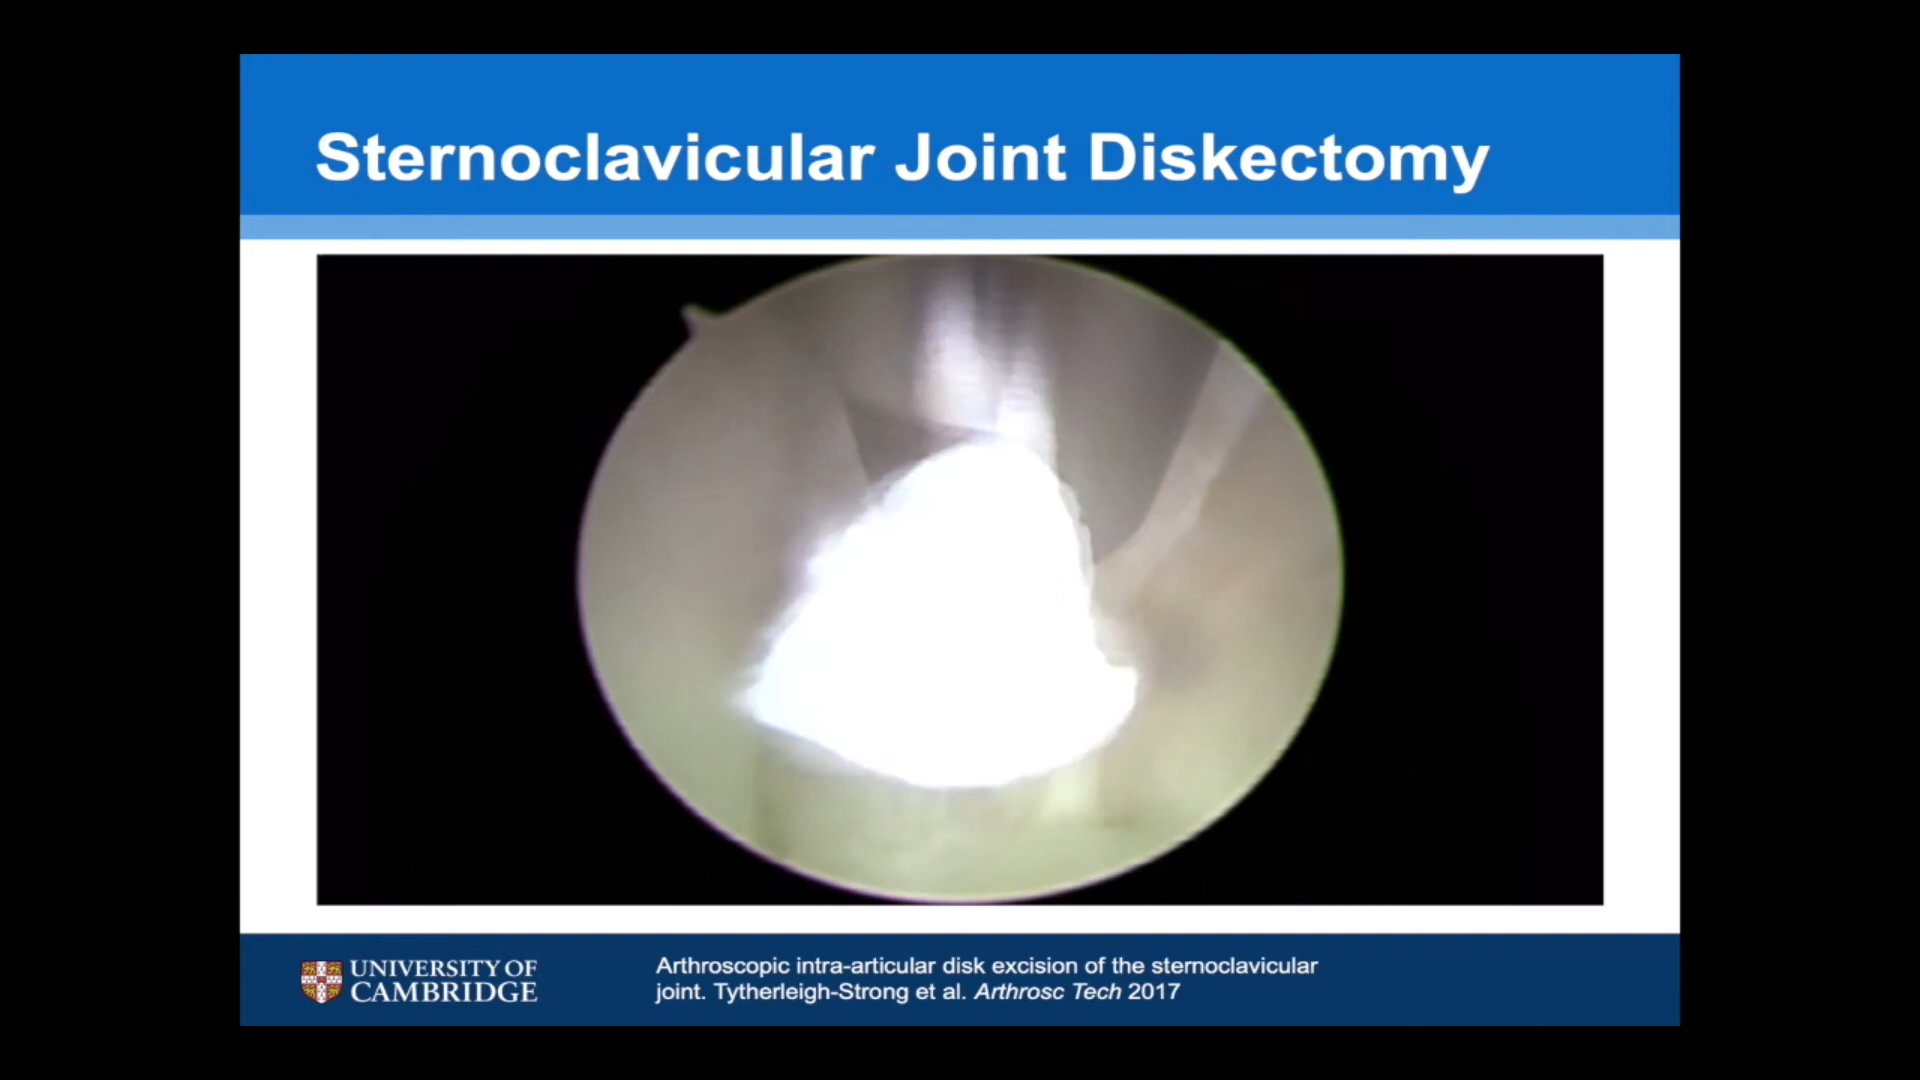 Sternoclavicular Joint Diskectomy
UNIVERSITY OF
CAMBRIDGE
Arthroscopic intra-articular disk excision of the sternoclavicular
joint. Tytherleigh-Strong et al. Arthrosc Tech 2017